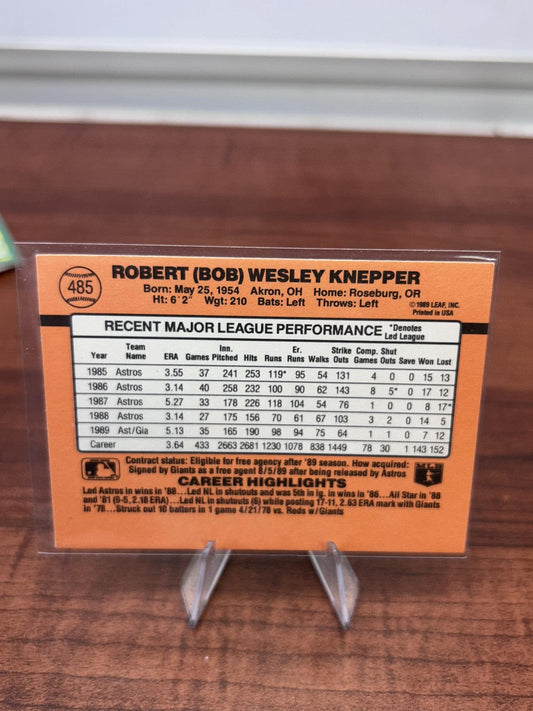 485
ROBERT (BOB) WESLEY KNEPPER
Born: May 25, 1954 Akron, OH Home: Roseburg, OR
Ht: 6'2" Wgt: 210 Bats: Left Throws: Left
©1989 LEAF, INC.
Printed in USA
RECENT MAJOR LEAGUE PERFORMANCE *Denotes Led League
Year Team Name ERA Games Inn. Pitched Hits Runs Er. Runs Walks Strike Outs Comp. Games Shut Outs Save Won Lost
1985 Astros 3.55 37 241 253 119* 95 54 131 4 0 0 15 13
1986 Astros 3.14 40 258 232 100 90 62 143 8 5* 0 17 12
1987 Astros 5.27 33 178 226 118 104 54 76 1 0 0 8 17*
1988 Astros 3.14 27 175 156 70 61 67 103 3 2 0 14 5
1989 Ast/Gia 5.13 35 165 190 98 94 75 64 1 1 0 7 12
Career 3.64 433 2663 2681 1230 1078 838 1449 78 30 1 143 152
Contract status: Eligible for free agency after '89 season. How acquired:
Signed by Giants as a free agent 8/5/89 after being released by Astros
CAREER HIGHLIGHTS
Led Astros in wins in '88...Led NL in shutouts and was 5th in lg. in wins in '86...All Star in '88
and '81 (9-5, 2.18 ERA)...Led NL in shutouts (6) while posting 17-11, 2.63 ERA mark with Giants
in '78...Struck out 10 batters in 1 game 4/21/78 vs. Reds w/Giants